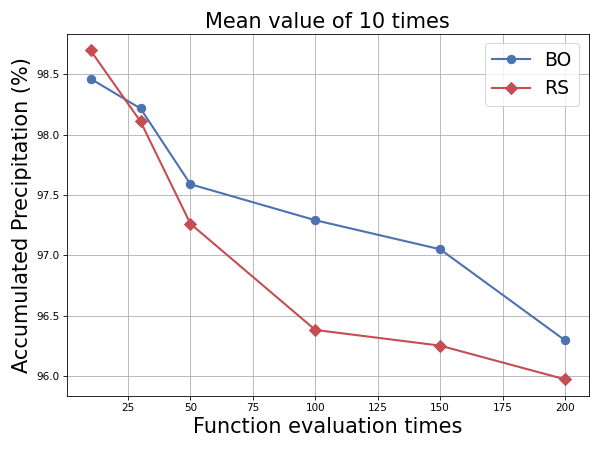 Mean value of 10 times
BO
RS
Accumulated Precipitation (%)
98.5
98.0
97.5
97.0
96.5
96.0
25 50 75 100 125 150 175 200
Function evaluation times